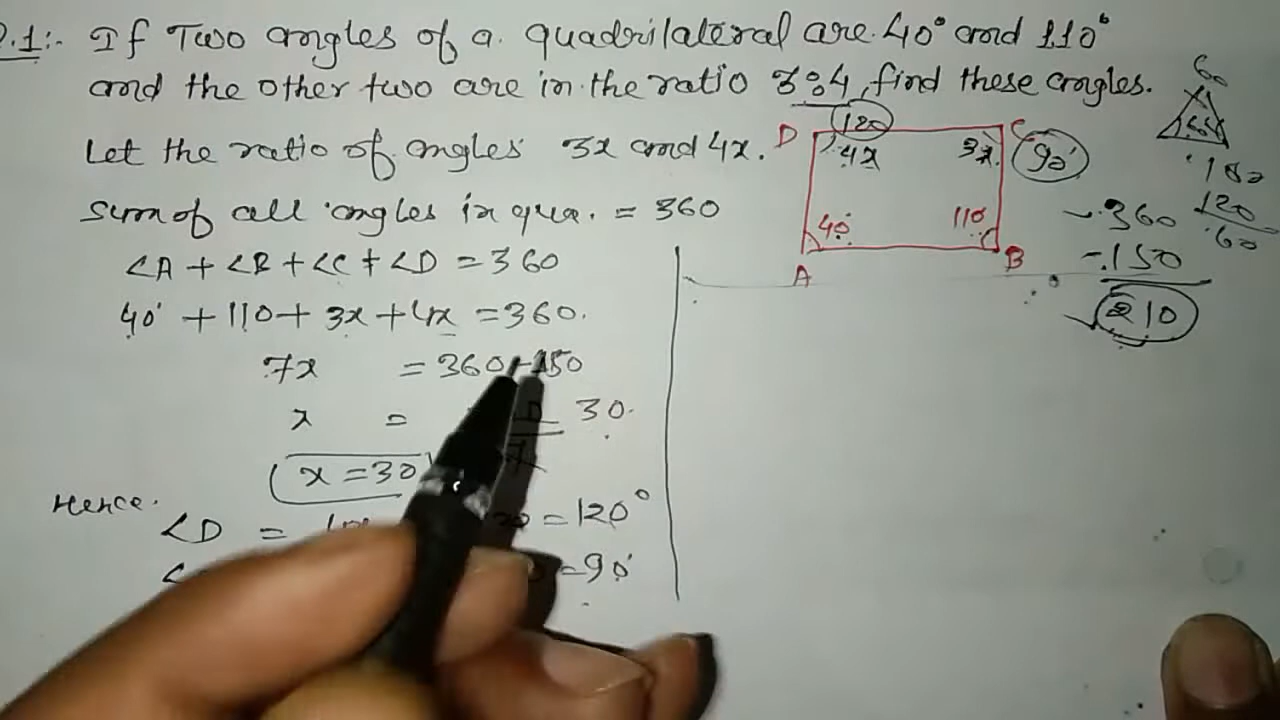 Q.1:- If Two angles of a quadrilateral are 40° and 110°
and the other two are in the ratio 3:4, find these angles.
Let the ratio of angles 3x and 4x.
Sum of all angles in qua. = 360
∠A + ∠B + ∠C + ∠D = 360
40° + 110 + 3x + 4x = 360.
7x = 360 - 150
x = 30.
x = 30
Hence.
∠D = = 120°
= 90°
D 120 C
4x 3x 90°
40° 110
A B
60
180
120
60
360
-150
210